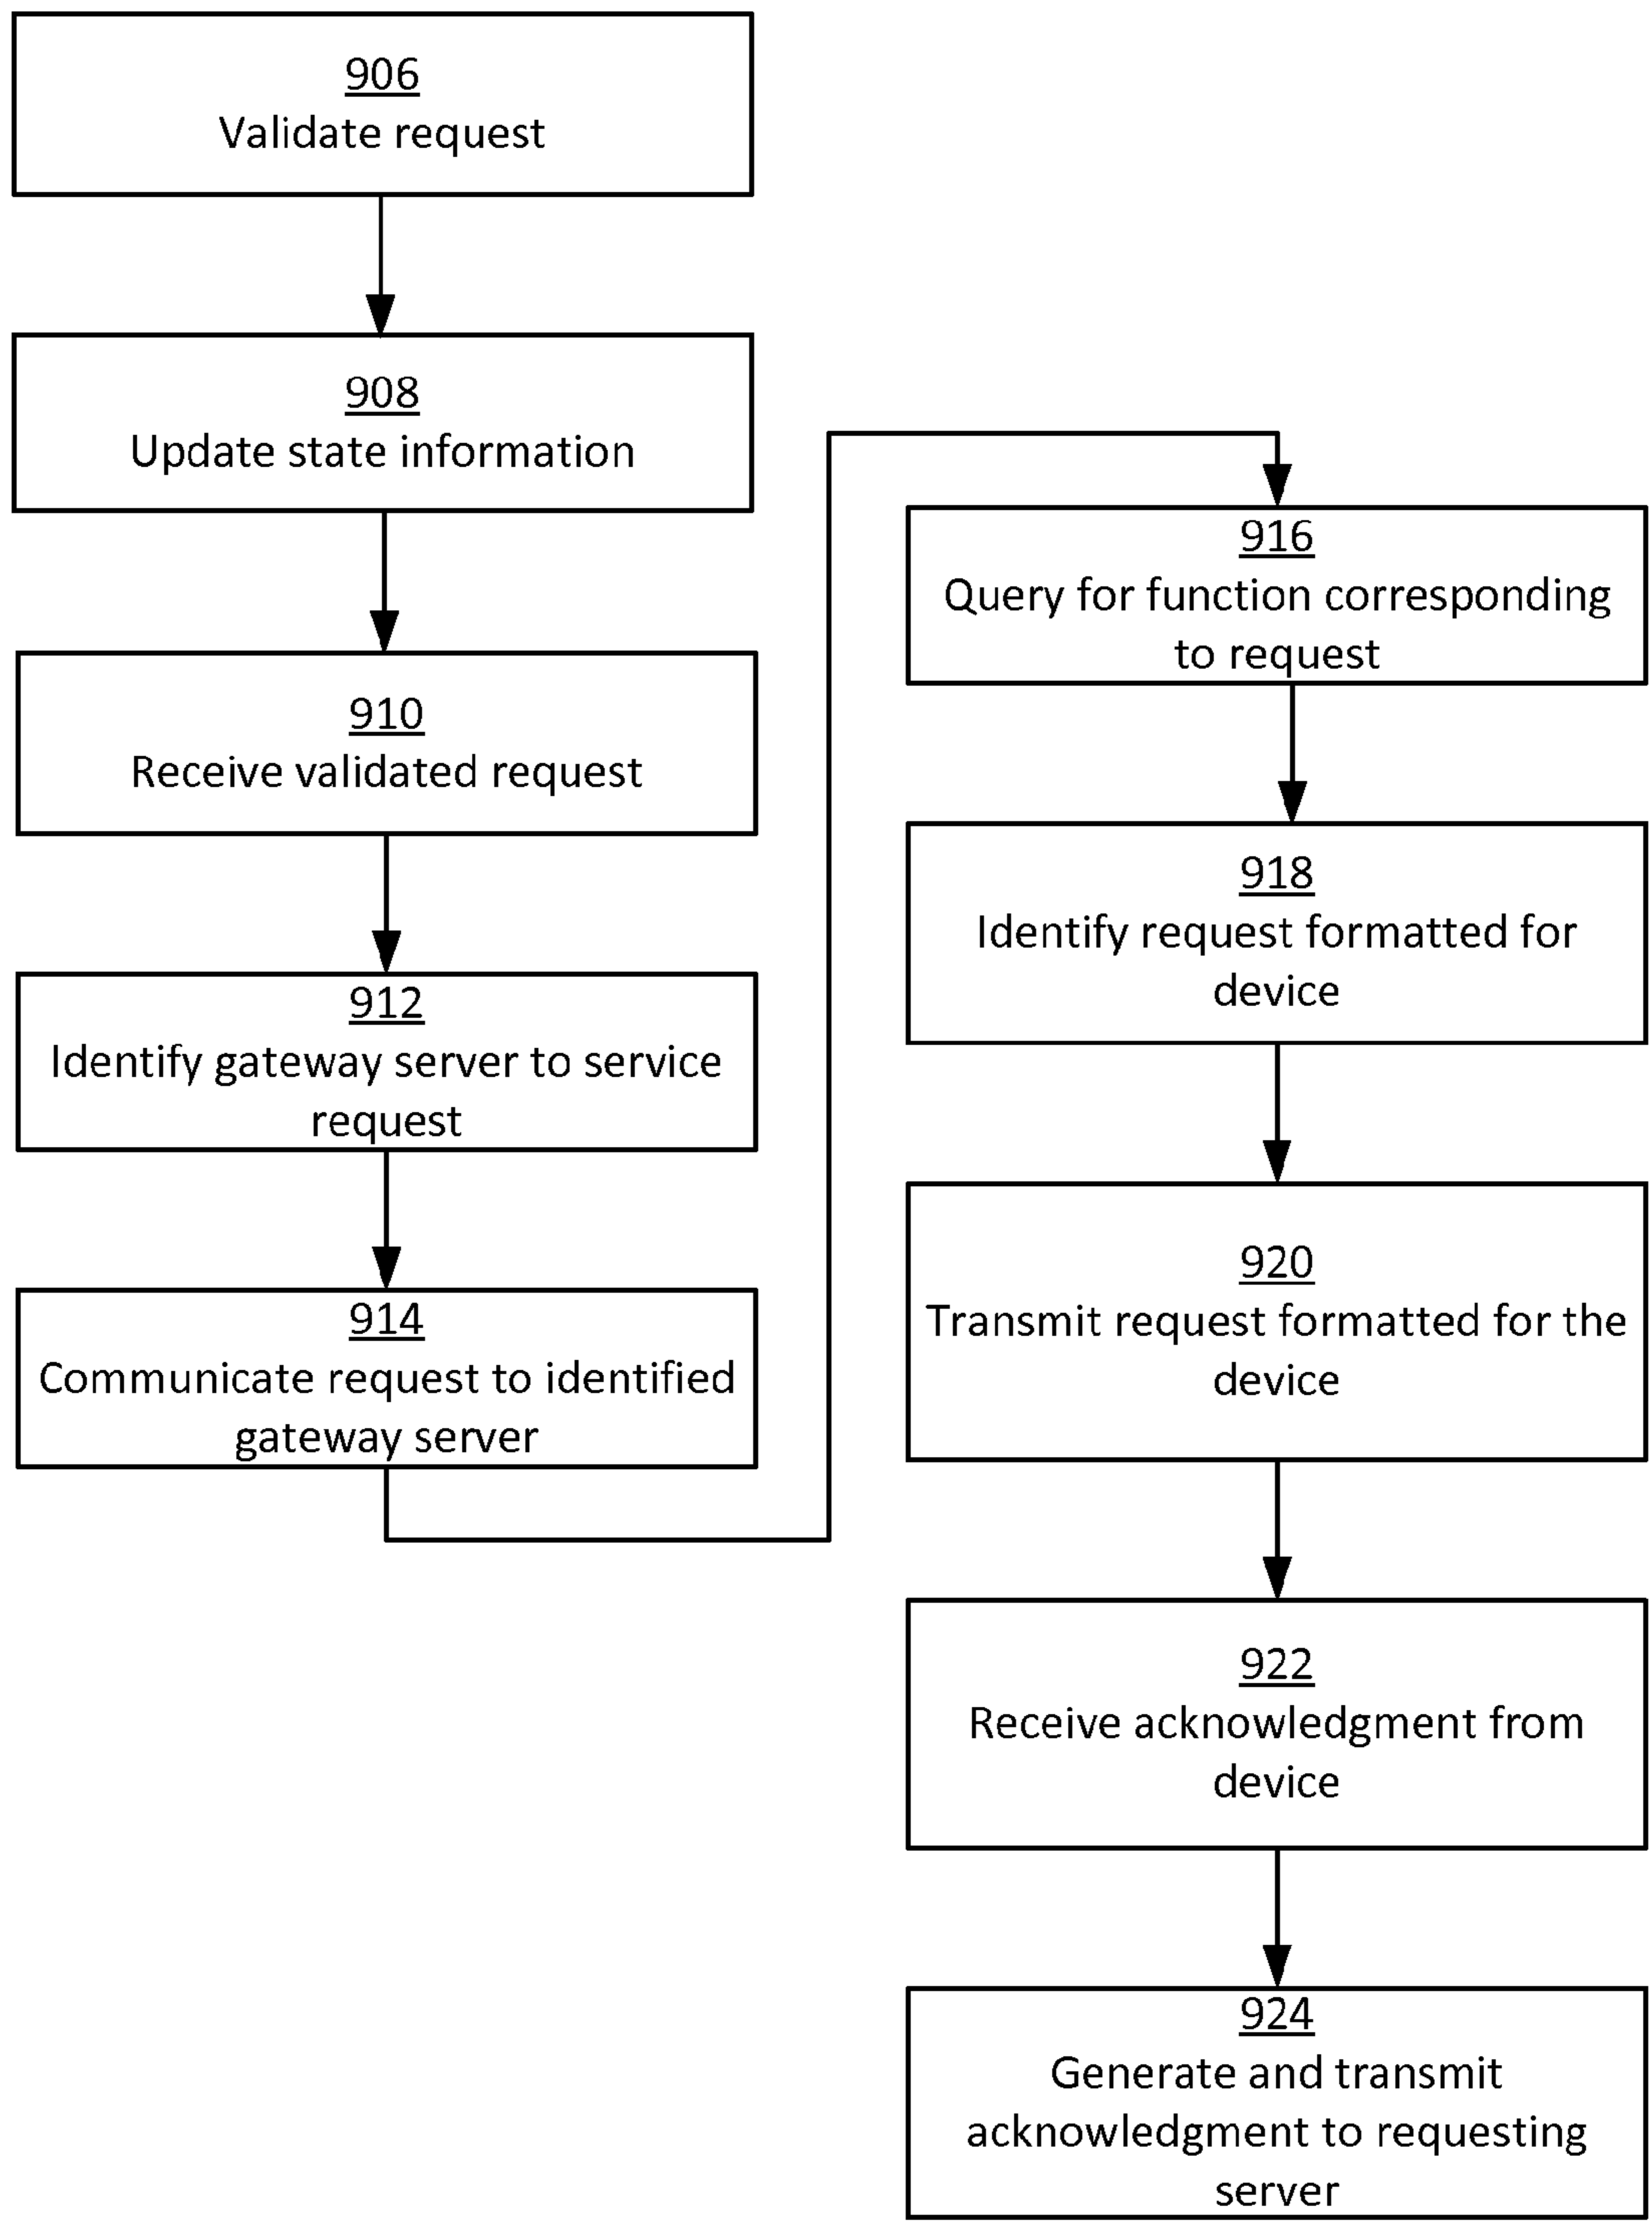 906
Validate request
908
Update state information
910
Receive validated request
912
Identify gateway server to service
request
914
Communicate request to identified
gateway server
916
Query for function corresponding
to request
918
Identify request formatted for
device
920
Transmit request formatted for the
device
922
Receive acknowledgment from
device
924
Generate and transmit
acknowledgment to requesting
server